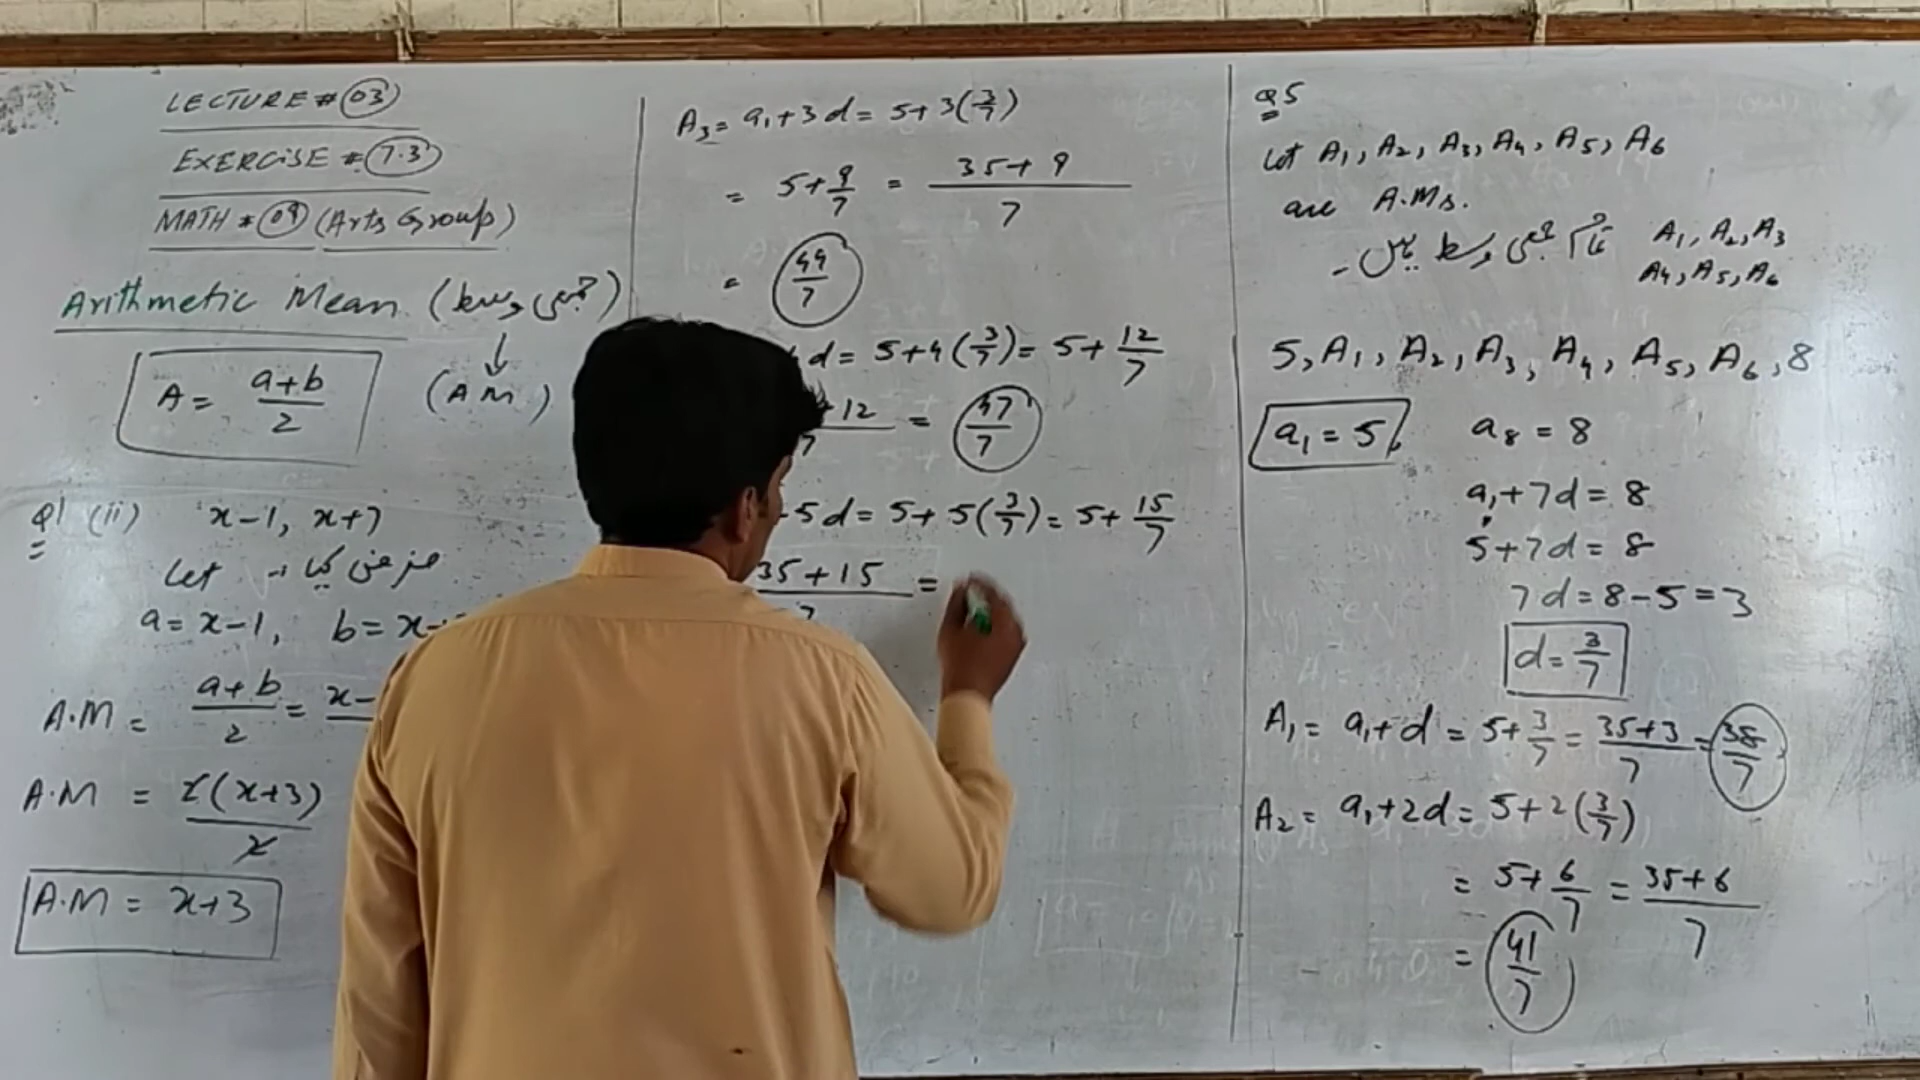 LECTURE # 03
EXERCISE # 7.3
MATH # 09 (Arts Group)
Arithmetic Mean (جمعی وسط)
A = a+b/2
(AM)
Q1 (ii) x-1, x+7
Let فرض کیا
a = x-1, b = x
A.M = a+b/2 = x-
A.M = 2(x+3)/2
A.M = x+3
A₃ = a₁+3d = 5+3(3/7)
= 5+9/7 = 35+9/7
= 44/7
d = 5+4(3/7) = 5+12/7
+12/7 = 47/7
5d = 5+5(3/7) = 5+15/7
35+15/7 =
Q5
Let A₁, A₂, A₃, A₄, A₅, A₆
are A.Ms.
جمعی وسط ہیں۔ A₁, A₂, A₃
A₄, A₅, A₆
5, A₁, A₂, A₃, A₄, A₅, A₆, 8
a₁ = 5, a₈ = 8
a₁+7d = 8
5+7d = 8
7d = 8-5 = 3
d = 3/7
A₁ = a₁+d = 5+3/7 = 35+3/7 = 38/7
A₂ = a₁+2d = 5+2(3/7)
= 5+6/7 = 35+6/7
= 41/7